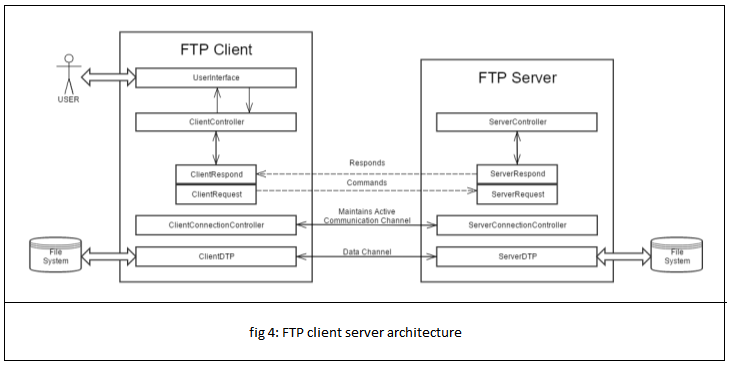 FTP Client
USER
UserInterface
ClientController
ClientRespond
ClientRequest
ClientConnectionController
ClientDTP
File
System
Responds
Commands
Maintains Active
Communication Channel
Data Channel
FTP Server
ServerController
ServerRespond
ServerRequest
ServerConnectionController
ServerDTP
File
System
fig 4: FTP client server architecture